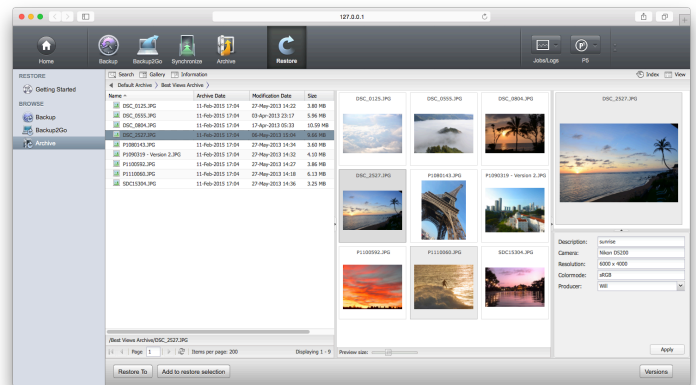 127.0.0.1
Home
Backup
Backup2Go
Synchronize
Archive
Restore
Jobs/Logs
P5
RESTORE
Getting Started
BROWSE
Backup
Backup2Go
Archive
Search
Gallery
Information
Index
View
Default Archive
Best Views Archive
Name Archive Date Modification Date Size
DSC_0125.JPG 11-Feb-2015 17:04 27-May-2013 14:22 3.80 MB
DSC_0555.JPG 11-Feb-2015 17:04 03-Apr-2013 23:17 5.96 MB
DSC_0804.JPG 11-Feb-2015 17:04 17-Apr-2013 05:33 10.59 MB
DSC_2527.JPG 11-Feb-2015 17:04 06-May-2013 15:04 9.66 MB
P1080143.JPG 11-Feb-2015 17:04 27-May-2013 14:34 3.60 MB
P1090319 - Version 2.JPG 11-Feb-2015 17:04 27-May-2013 14:32 4.10 MB
P1100592.JPG 11-Feb-2015 17:04 27-May-2013 14:27 3.86 MB
P1110060.JPG 11-Feb-2015 17:04 27-May-2013 14:18 6.13 MB
SDC15304.JPG 11-Feb-2015 17:04 27-May-2013 14:36 3.25 MB
/Best Views Archive/DSC_2527.JPG
Page 1
Items per page: 200
Displaying 1 - 9
DSC_0125.JPG
DSC_0555.JPG
DSC_0804.JPG
DSC_2527.JPG
P1080143.JPG
P1090319 - Version 2.JPG
P1100592.JPG
P1110060.JPG
SDC15304.JPG
Preview size:
DSC_2527.JPG
Description: sunrise
Camera: Nikon D5200
Resolution: 6000 x 4000
Colormode: sRGB
Producer: Will
Apply
Restore To
Add to restore selection
Versions